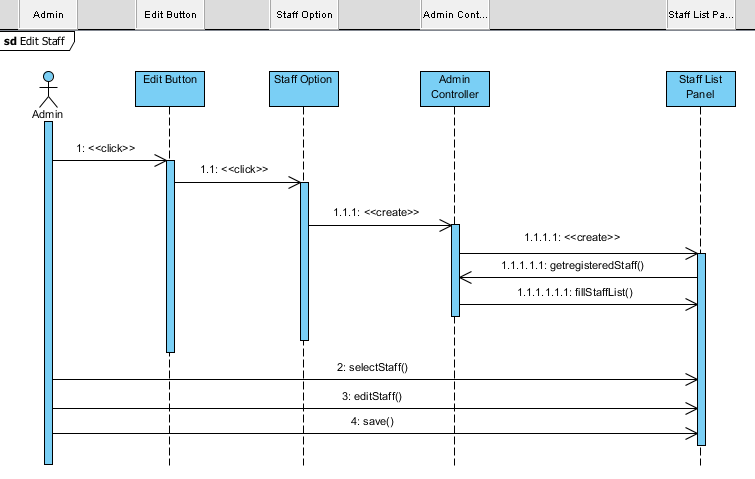 Admin
Edit Button
Staff Option
Admin Cont...
Staff List Pa...
sd Edit Staff
Edit Button
Staff Option
Admin
Controller
Staff List
Panel
Admin
1: <<click>>
1.1: <<click>>
1.1.1: <<create>>
1.1.1.1: <<create>>
1.1.1.1.1: getregisteredStaff()
1.1.1.1.1.1: fillStaffList()
2: selectStaff()
3: editStaff()
4: save()